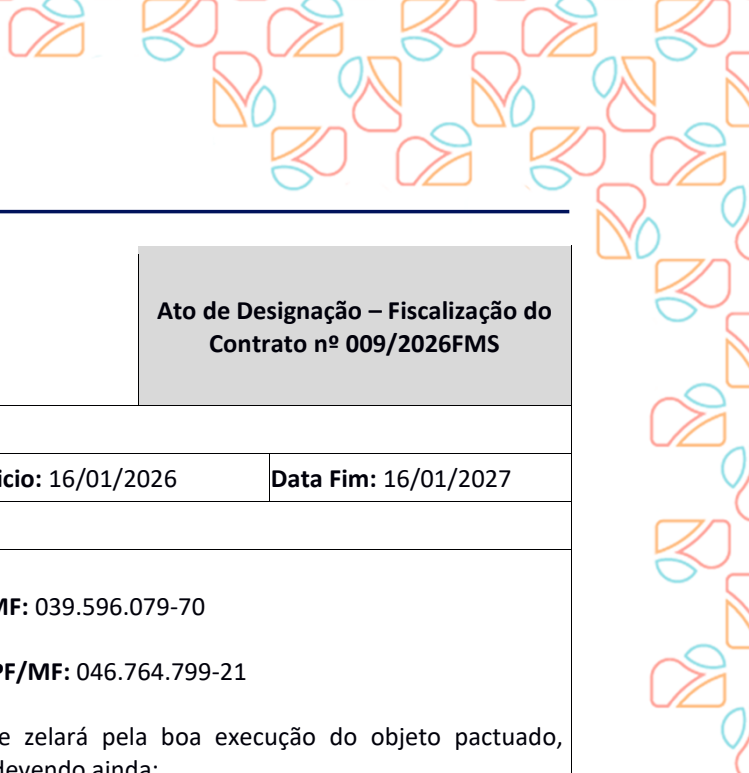 Ato de Designação – Fiscalização do
Contrato nº 009/2026FMS
icio: 16/01/2026 Data Fim: 16/01/2027
MF: 039.596.079-70
PF/MF: 046.764.799-21
e zelará pela boa execução do objeto pactuado,
devendo ainda: